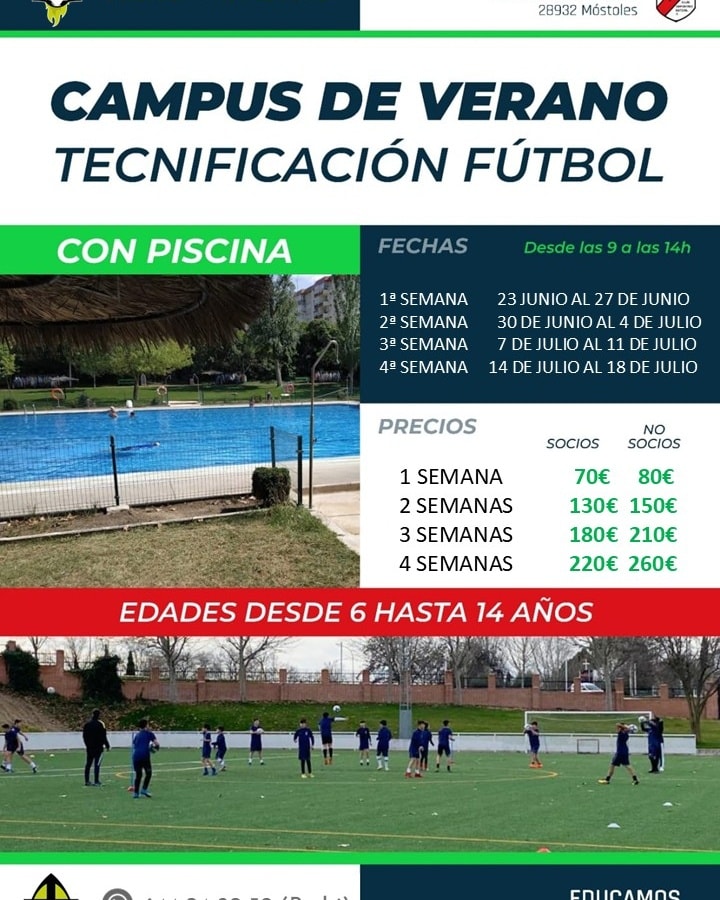 28932 Móstoles
CAMPUS DE VERANO
TECNIFICACIÓN FÚTBOL
CON PISCINA
FECHAS Desde las 9 a las 14h
1ª SEMANA 23 JUNIO AL 27 DE JUNIO
2ª SEMANA 30 DE JUNIO AL 4 DE JULIO
3ª SEMANA 7 DE JULIO AL 11 DE JULIO
4ª SEMANA 14 DE JULIO AL 18 DE JULIO
PRECIOS SOCIOS NO SOCIOS
1 SEMANA 70€ 80€
2 SEMANAS 130€ 150€
3 SEMANAS 180€ 210€
4 SEMANAS 220€ 260€
EDADES DESDE 6 HASTA 14 AÑOS
EDUCAMOS